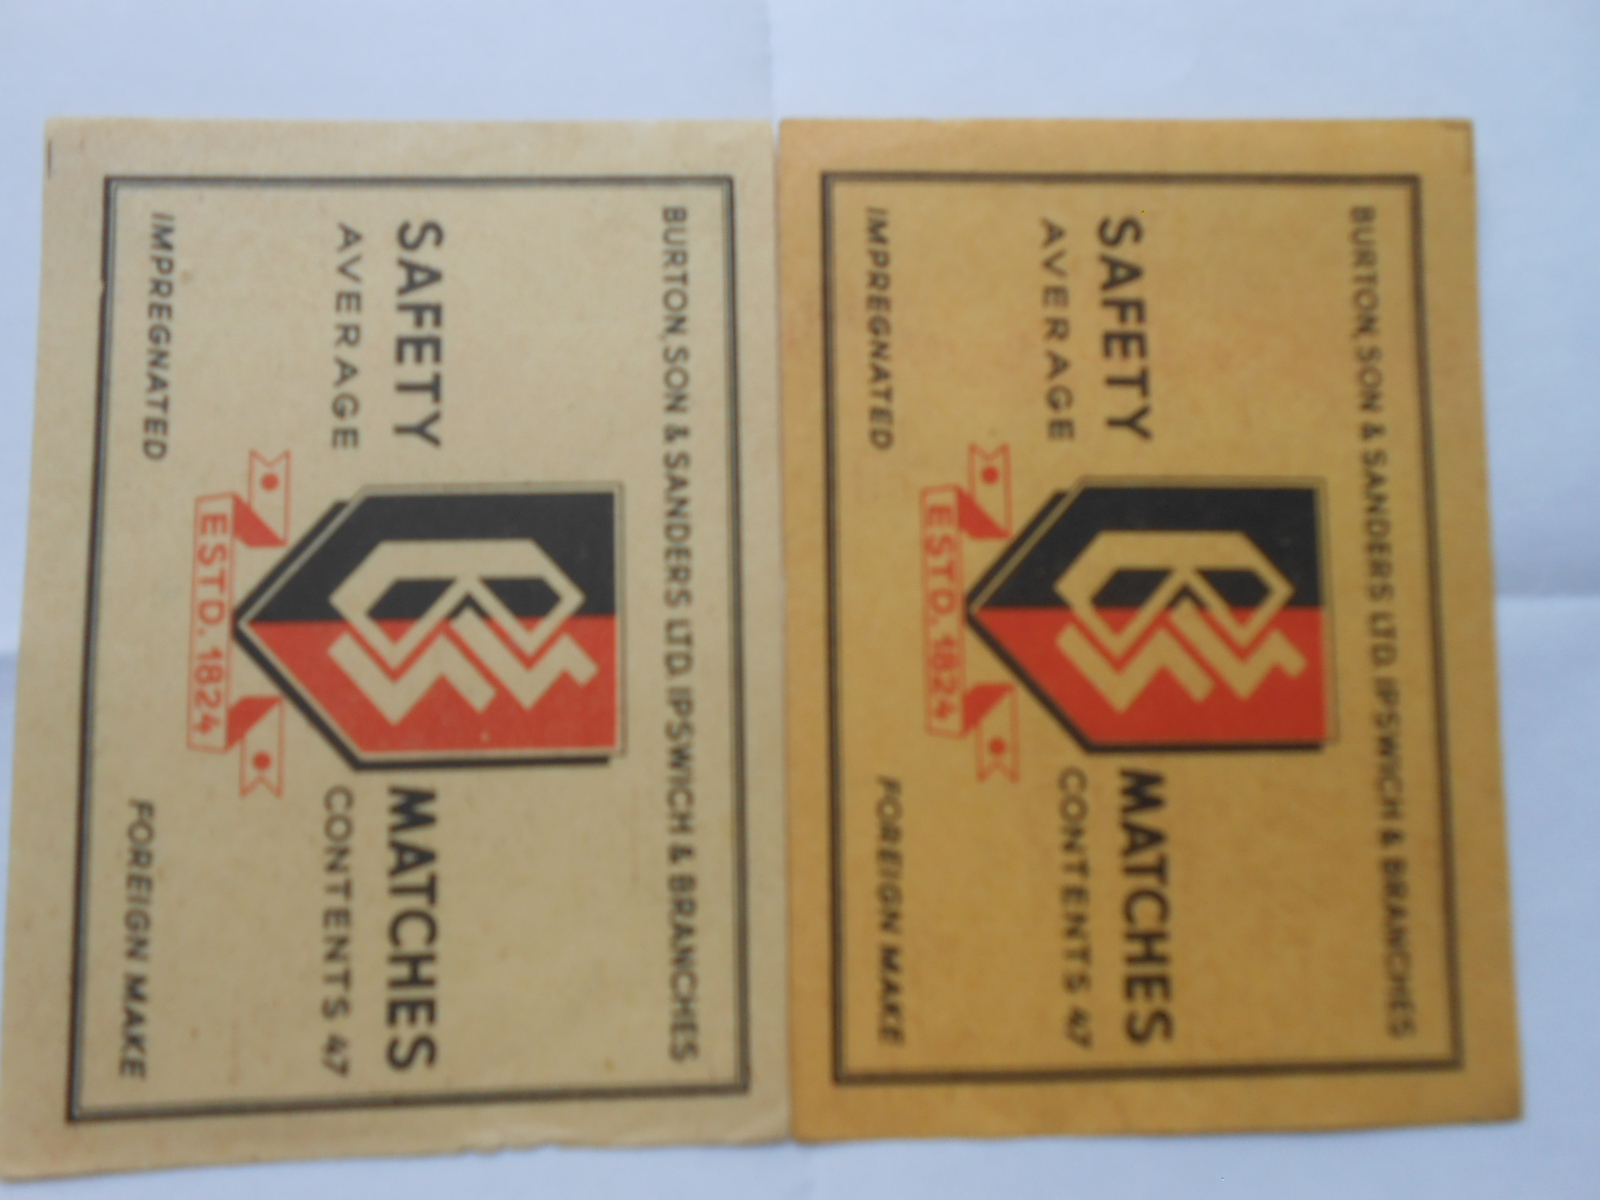 BURTON, SON & SANDERS LTD. IPSWICH & BRANCHES
SAFETY MATCHES
AVERAGE CONTENTS 47
ESTD. 1824
IMPREGNATED FOREIGN MAKE
BURTON, SON & SANDERS LTD. IPSWICH & BRANCHES
SAFETY MATCHES
AVERAGE CONTENTS 47
ESTD. 1824
IMPREGNATED FOREIGN MAKE